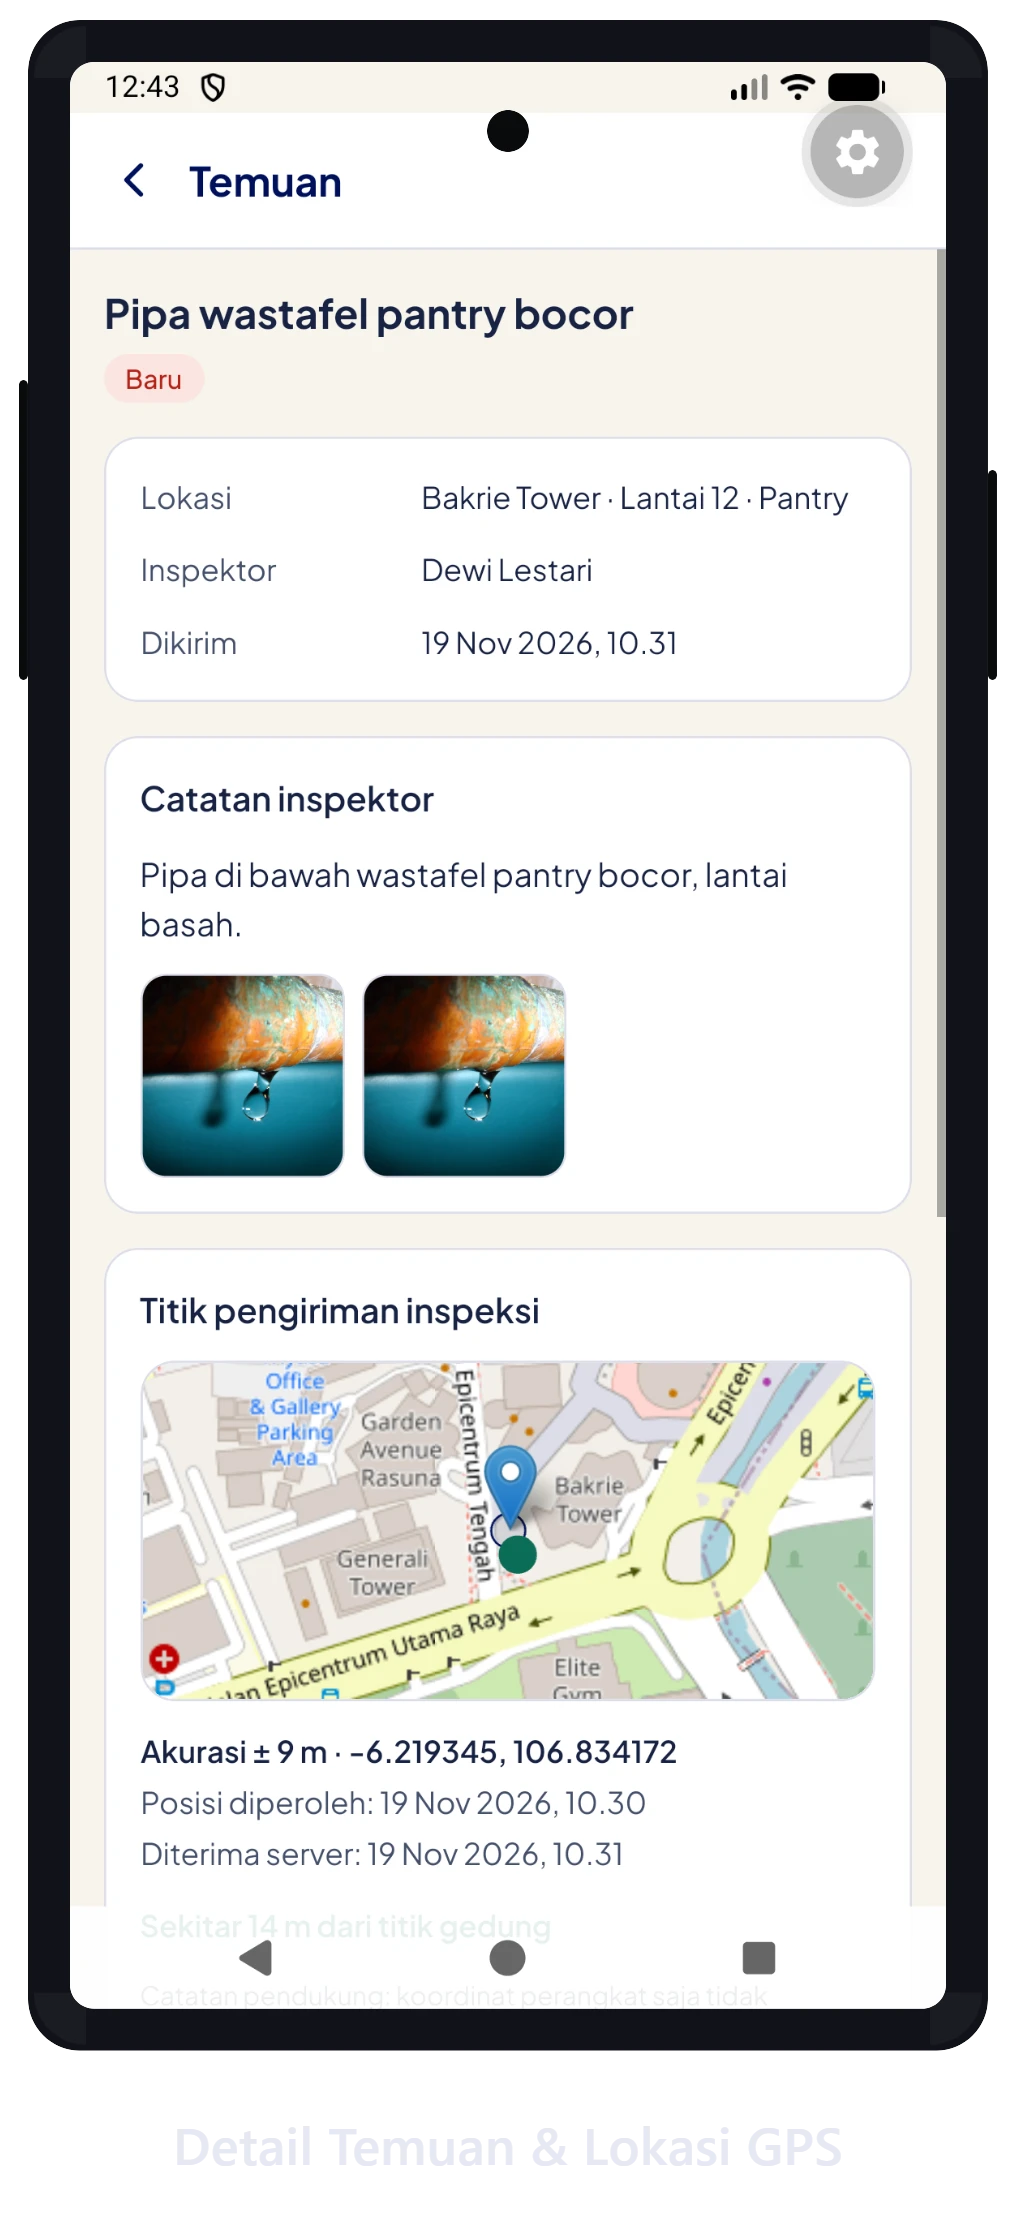 12:43
Temuan
Pipa wastafel pantry bocor
Baru
Lokasi Bakrie Tower · Lantai 12 · Pantry
Inspektor Dewi Lestari
Dikirim 19 Nov 2026, 10.31
Catatan inspektor
Pipa di bawah wastafel pantry bocor, lantai
basah.
Titik pengiriman inspeksi
Office
& Gallery
Parking
Area
Garden
Avenue
Rasuna
Epicentrum Tengah
Epicen
Bakrie
Tower
Generali
Tower
lan Epicentrum Utama Raya
Elite
Gym
Akurasi ± 9 m · -6.219345, 106.834172
Posisi diperoleh: 19 Nov 2026, 10.30
Diterima server: 19 Nov 2026, 10.31
Sekitar 14 m dari titik gedung
Catatan pendukung: koordinat perangkat saja tidak
Detail Temuan & Lokasi GPS